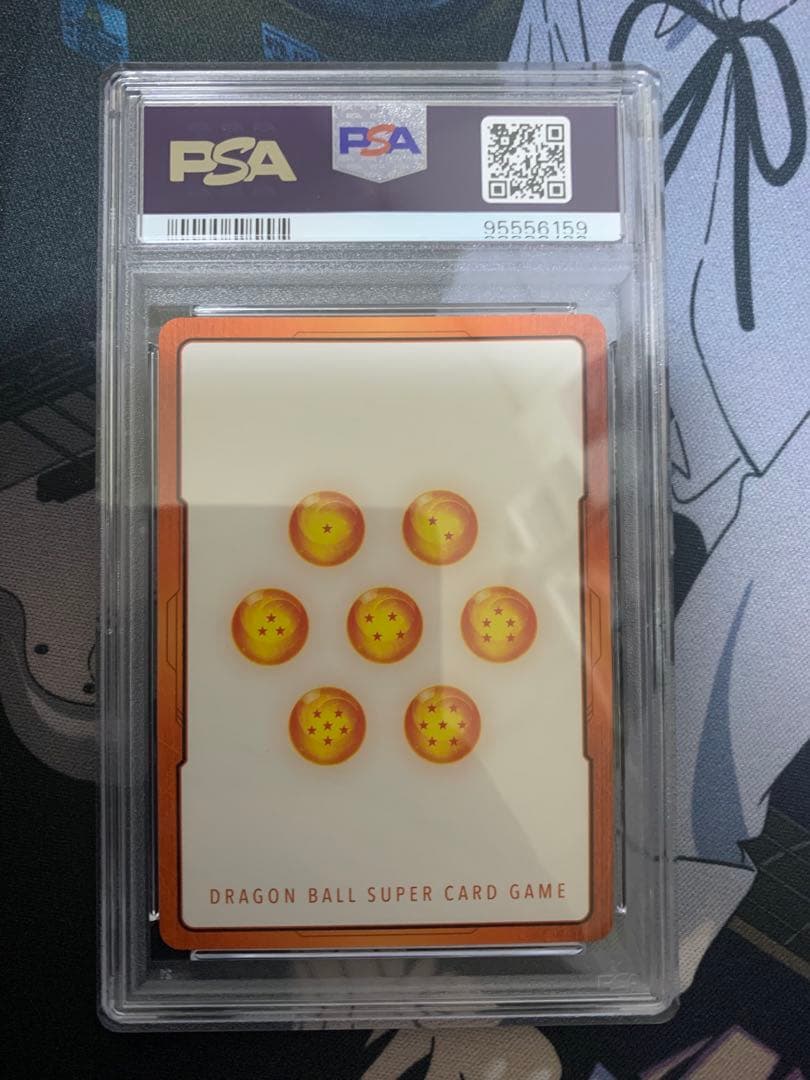 PSA
PSA
95556159
DRAGON BALL SUPER CARD GAME